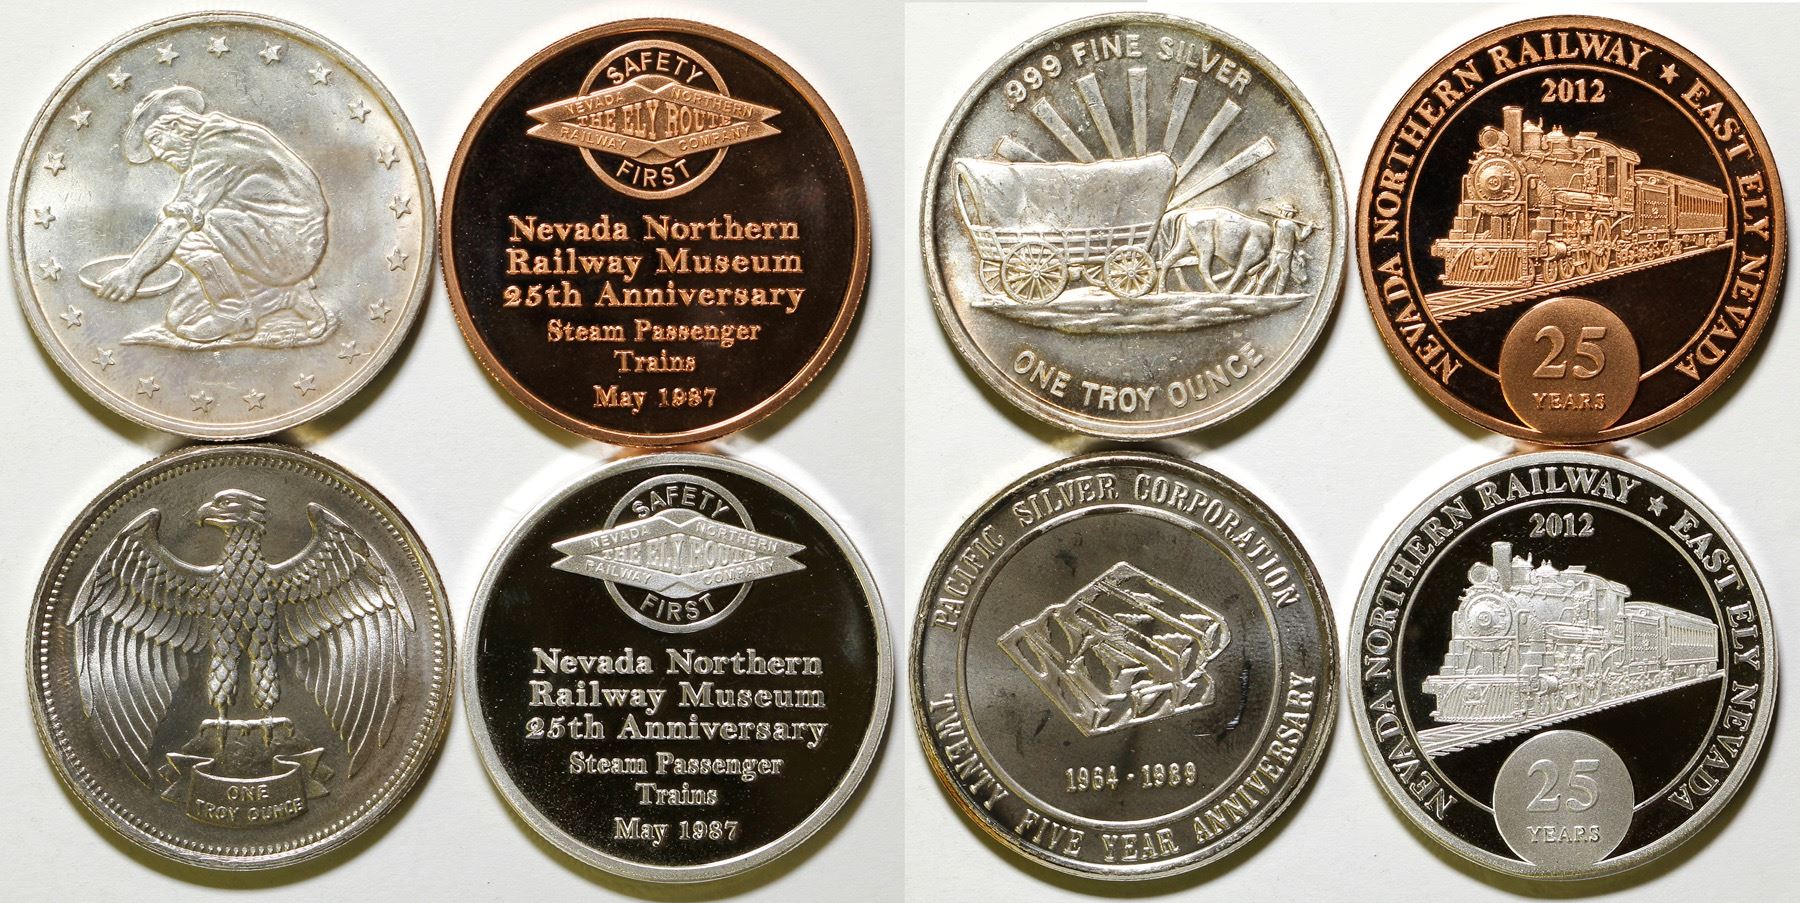 SAFETY
NEVADA NORTHERN
THE ELY ROUTE
RAILWAY COMPANY
FIRST
Nevada Northern
Railway Museum
25th Anniversary
Steam Passenger
Trains
May 1987
.999 FINE SILVER
ONE TROY OUNCE
NEVADA NORTHERN RAILWAY ★ EAST ELY NEVADA
2012
25
YEARS
ONE
TROY OUNCE
SAFETY
NEVADA NORTHERN
THE ELY ROUTE
RAILWAY COMPANY
FIRST
Nevada Northern
Railway Museum
25th Anniversary
Steam Passenger
Trains
May 1987
PACIFIC SILVER CORPORATION
1964 - 1989
TWENTY FIVE YEAR ANNIVERSARY
NEVADA NORTHERN RAILWAY ★ EAST ELY NEVADA
2012
25
YEARS